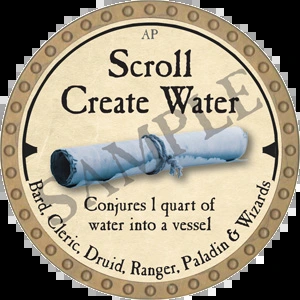 AP
Scroll
Create Water
SAMPLE
Conjures 1 quart of
water into a vessel
Bard, Cleric, Druid, Ranger, Paladin & Wizards